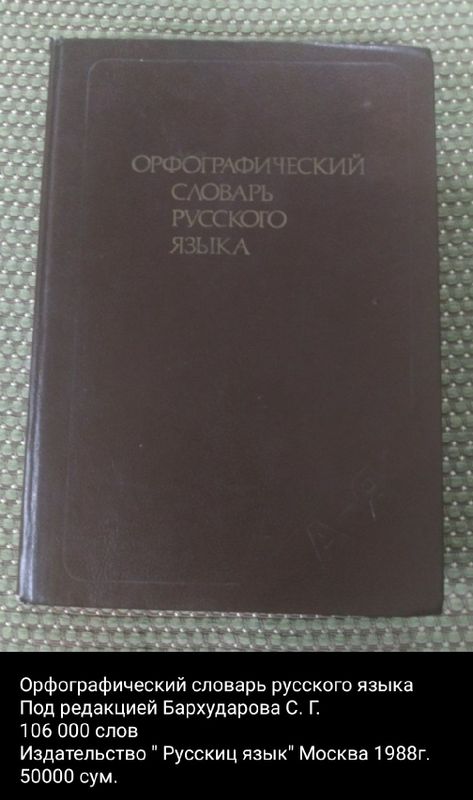 ОРФОГРАФИЧЕСКИЙ
СЛОВАРЬ
РУССКОГО
ЯЗЫКА
А-Я
Орфографический словарь русского языка
Под редакцией Бархударова С. Г.
106 000 слов
Издательство " Русскиц язык" Москва 1988г.
50000 сум.